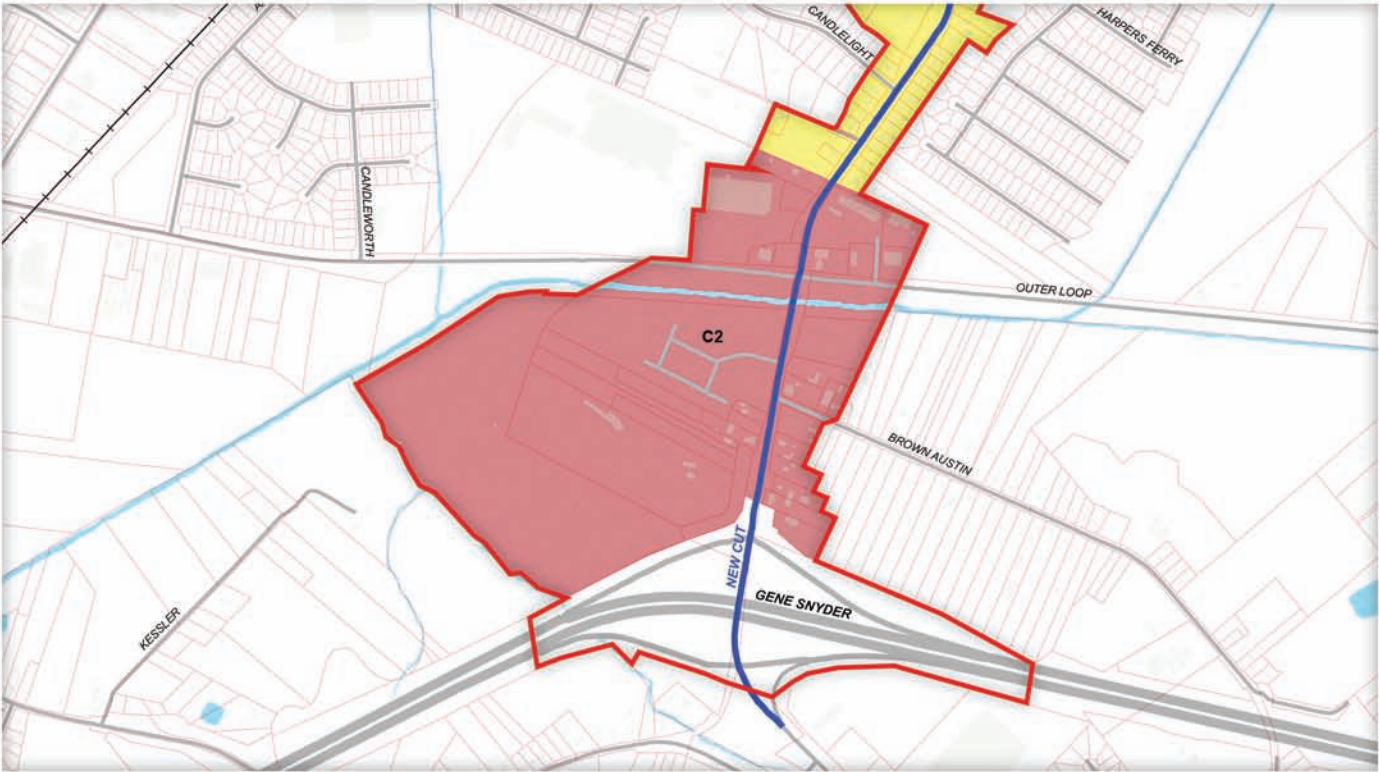 CANDLELIGHT
HARPERS FERRY
CANDLEWORTH
OUTER LOOP
C2
BROWN AUSTIN
NEW CUT
GENE SNYDER
KESSLER